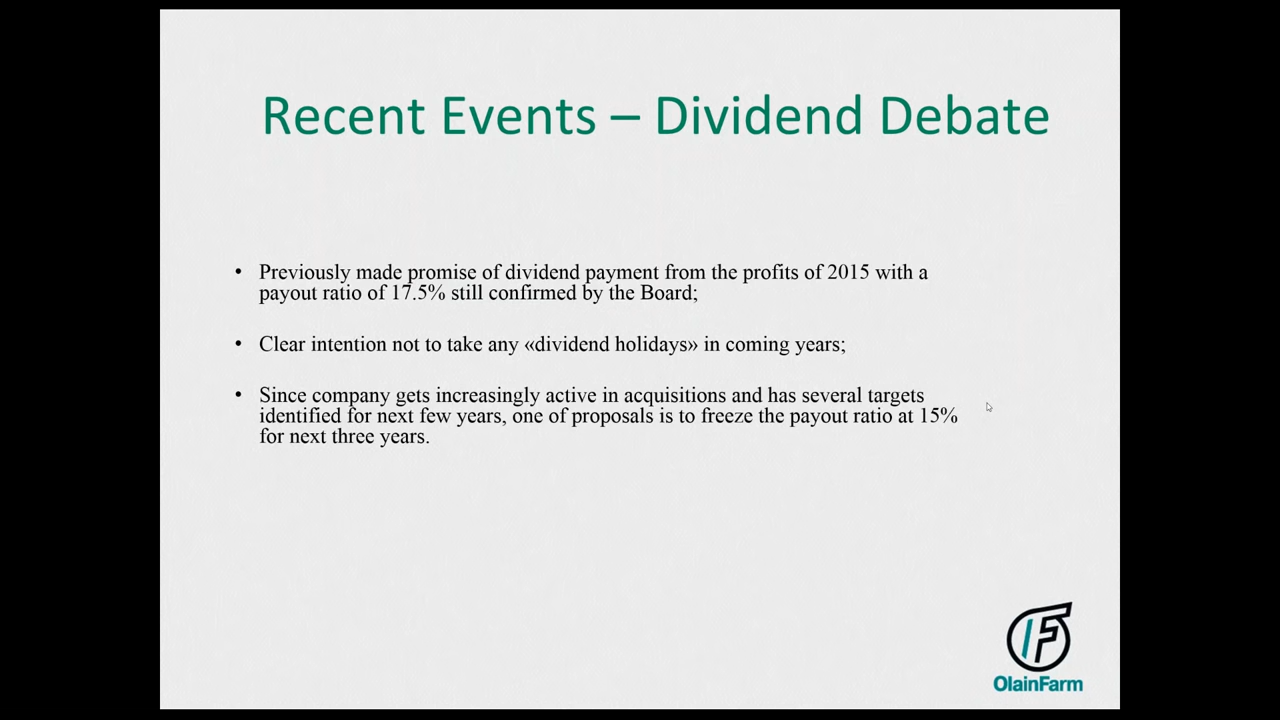 Recent Events – Dividend Debate
• Previously made promise of dividend payment from the profits of 2015 with a
payout ratio of 17.5% still confirmed by the Board;
• Clear intention not to take any «dividend holidays» in coming years;
• Since company gets increasingly active in acquisitions and has several targets
identified for next few years, one of proposals is to freeze the payout ratio at 15%
for next three years.
OlainFarm